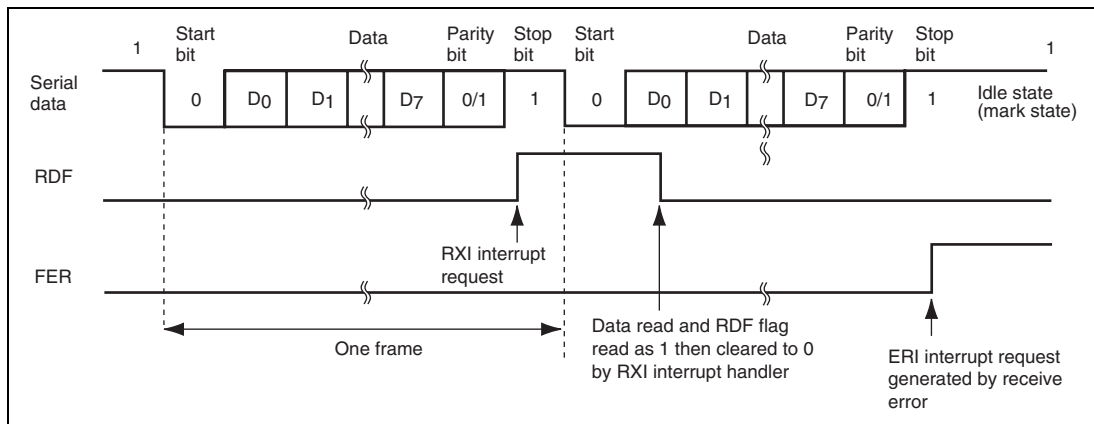 1 Start bit Data Parity bit Stop bit Start bit Data Parity bit Stop bit 1
Serial data 0 D0 D1 D7 0/1 1 0 D0 D1 D7 0/1 1 Idle state (mark state)
RDF
RXI interrupt request
FER
One frame
Data read and RDF flag
read as 1 then cleared to 0
by RXI interrupt handler
ERI interrupt request
generated by receive
error